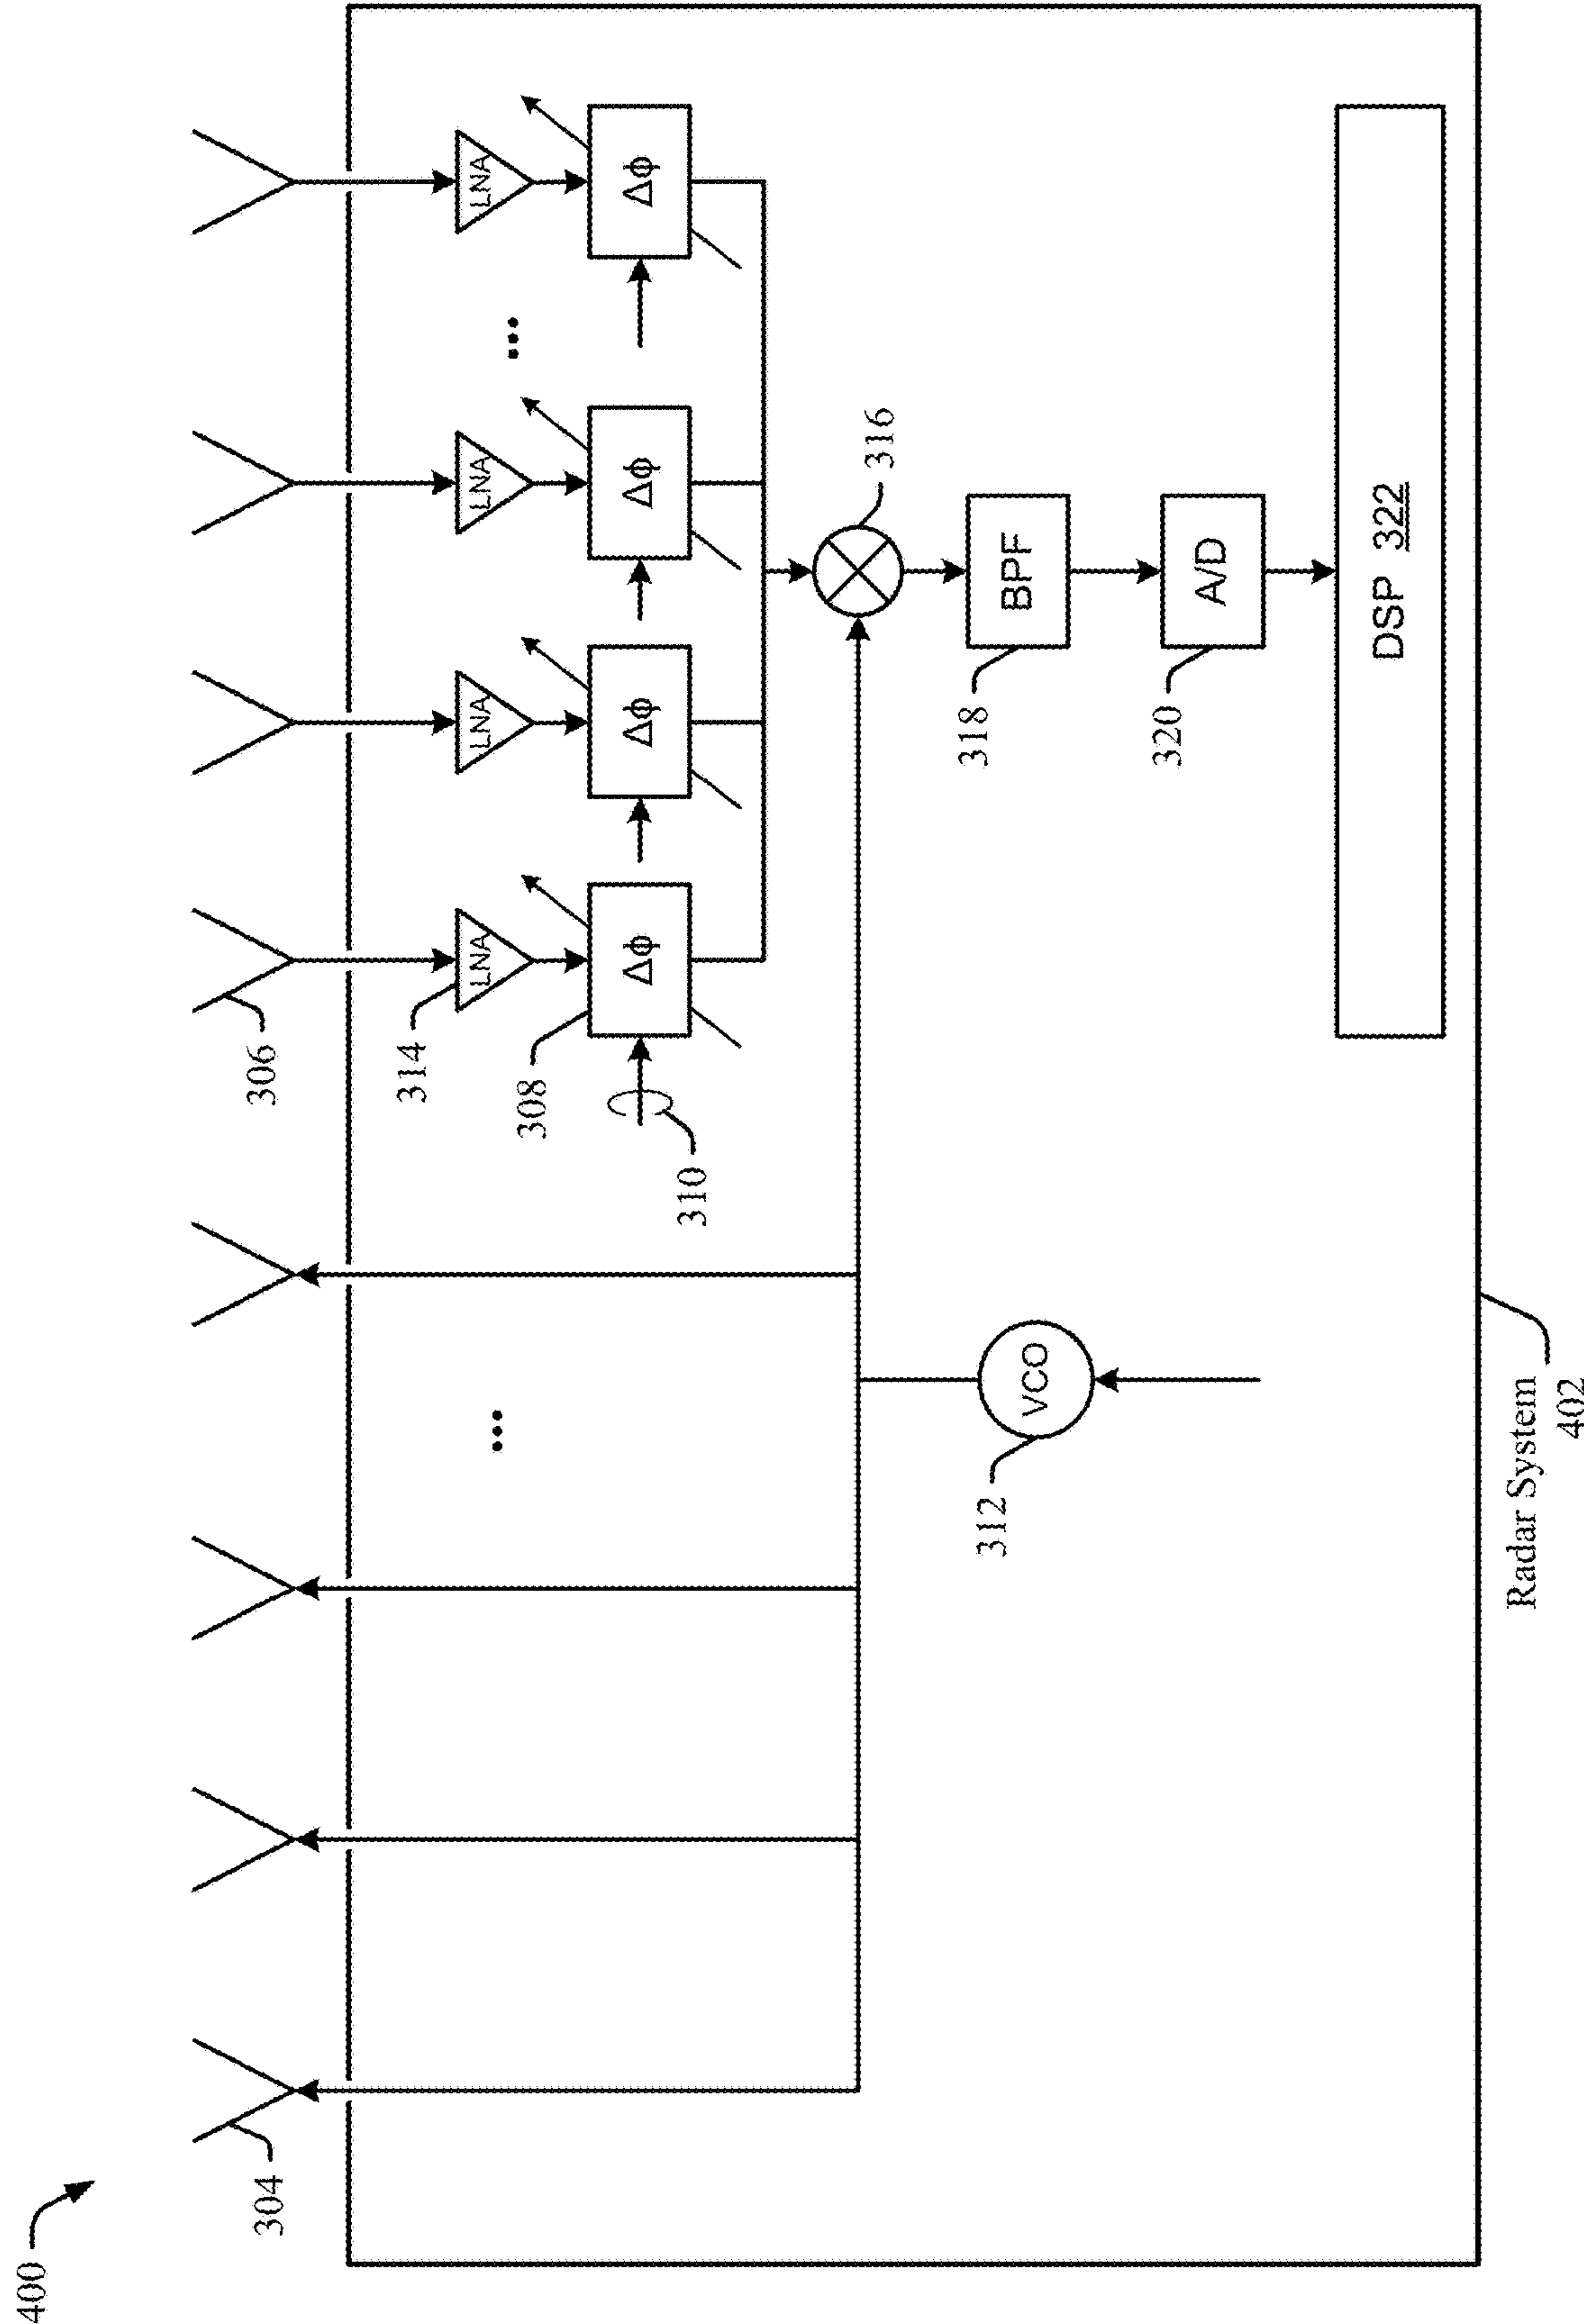 400
304
306
314
LNA
LNA
LNA
LNA
...
...
308
Δϕ
Δϕ
Δϕ
Δϕ
310
316
312
VCO
318
BPF
320
A/D
DSP 322
Radar System
402